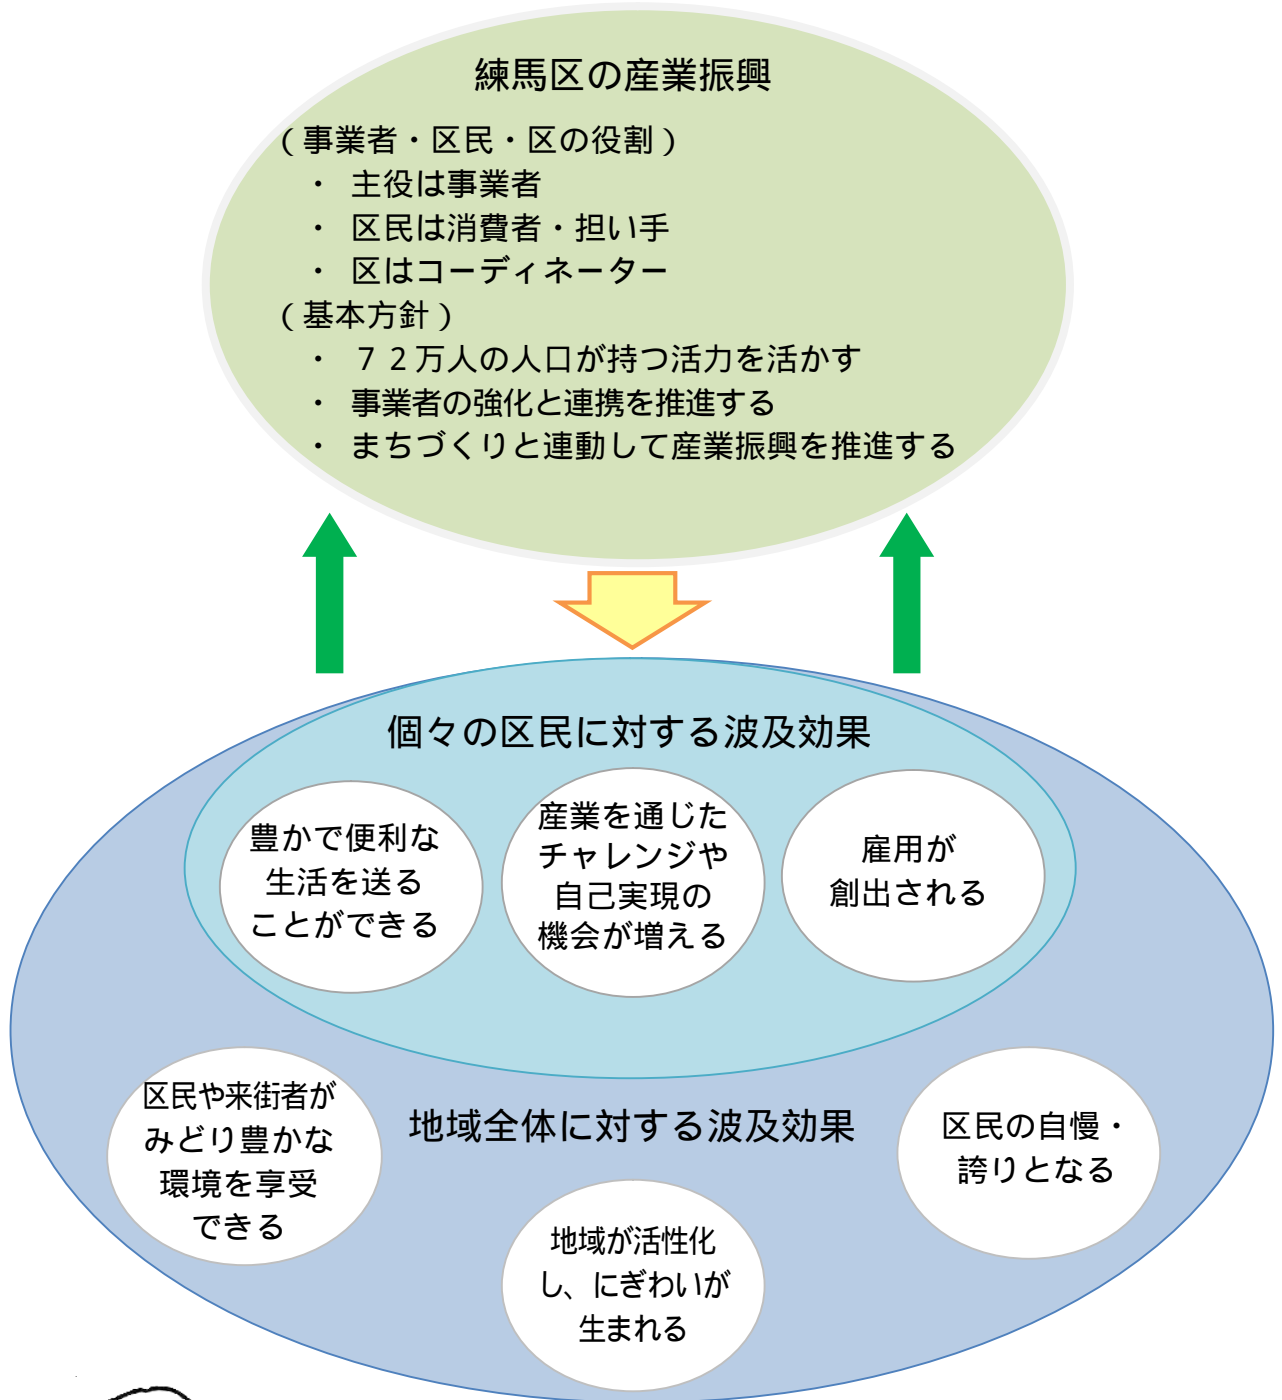 練馬区の産業振興
（事業者・区民・区の役割）
・ 主役は事業者
・ 区民は消費者・担い手
・ 区はコーディネーター
（基本方針）
・ ７２万人の人口が持つ活力を活かす
・ 事業者の強化と連携を推進する
・ まちづくりと連動して産業振興を推進する
個々の区民に対する波及効果
豊かで便利な
生活を送る
ことができる
産業を通じた
チャレンジや
自己実現の
機会が増える
雇用が
創出される
地域全体に対する波及効果
区民や来街者が
みどり豊かな
環境を享受
できる
地域が活性化
し、にぎわいが
生まれる
区民の自慢・
誇りとなる